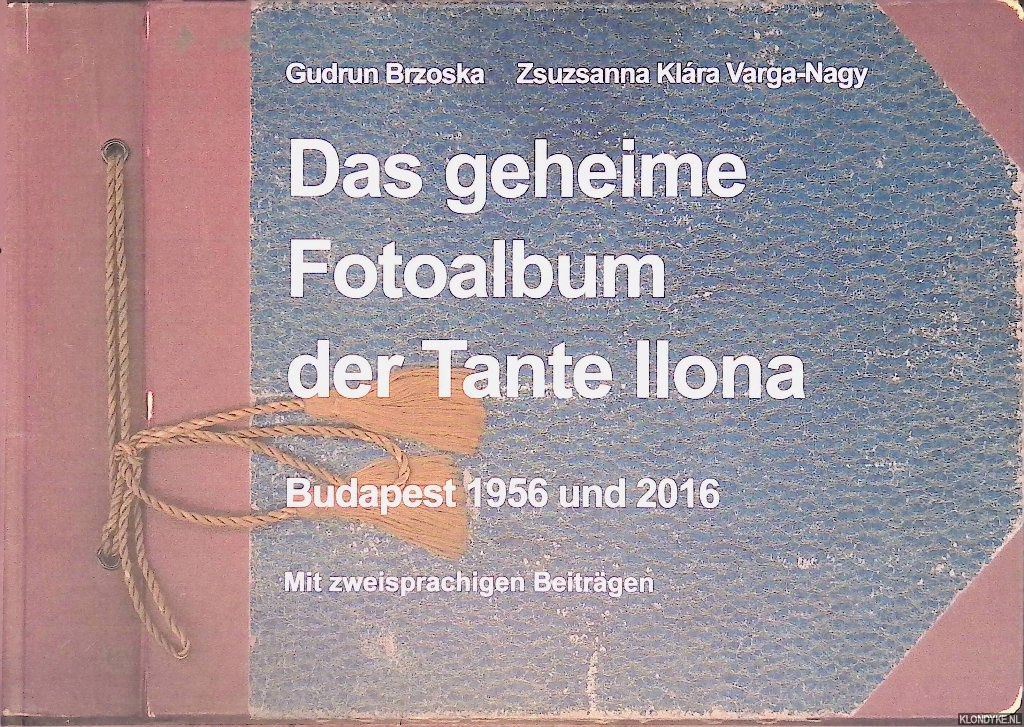 Gudrun Brzoska Zsuzsanna Klára Varga-Nagy
Das geheime
Fotoalbum
der Tante Ilona
Budapest 1956 und 2016
Mit zweisprachigen Beiträgen
KLONDYKE.NL